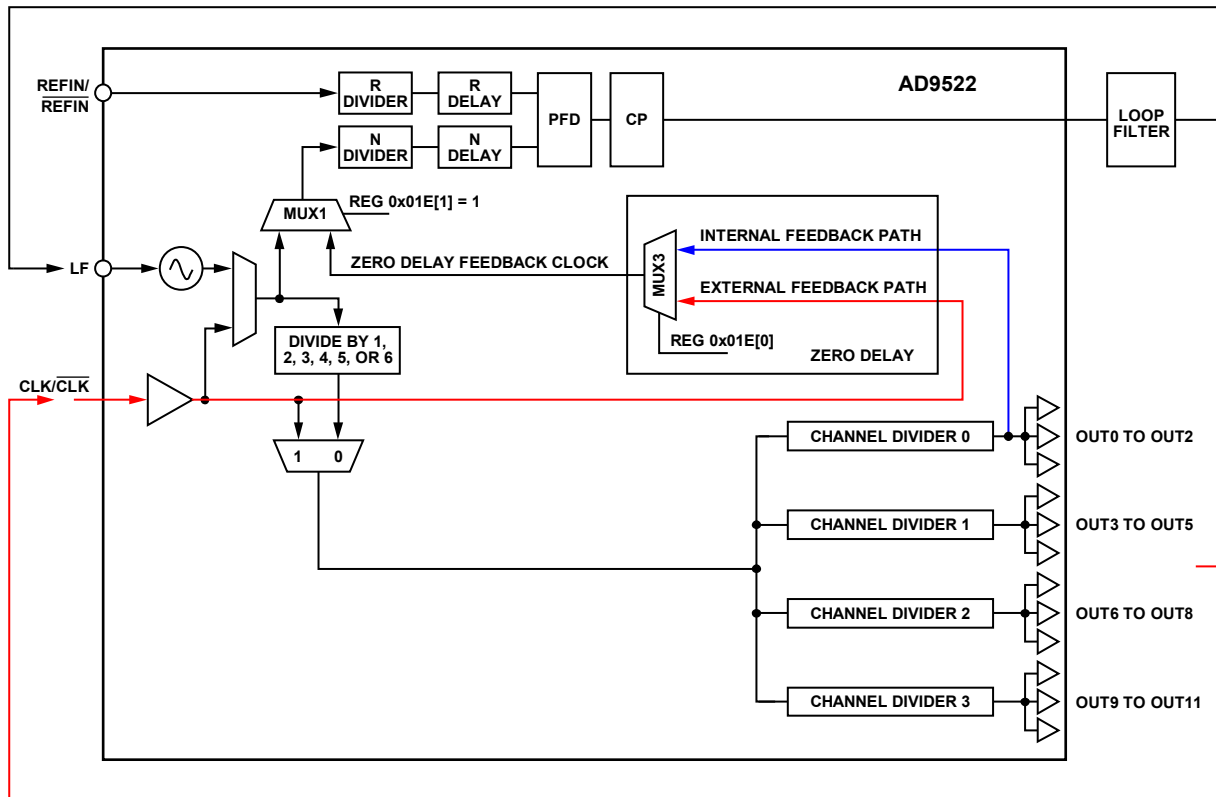 AD9522
REFIN/
REFIN
R
DIVIDER
R
DELAY
PFD
CP
LOOP
FILTER
N
DIVIDER
N
DELAY
REG 0x01E[1] = 1
MUX1
INTERNAL FEEDBACK PATH
LF
ZERO DELAY FEEDBACK CLOCK
MUX3
EXTERNAL FEEDBACK PATH
DIVIDE BY 1,
2, 3, 4, 5, OR 6
REG 0x01E[0]
ZERO DELAY
CLK/CLK
1 0
CHANNEL DIVIDER 0
OUT0 TO OUT2
CHANNEL DIVIDER 1
OUT3 TO OUT5
CHANNEL DIVIDER 2
OUT6 TO OUT8
CHANNEL DIVIDER 3
OUT9 TO OUT11